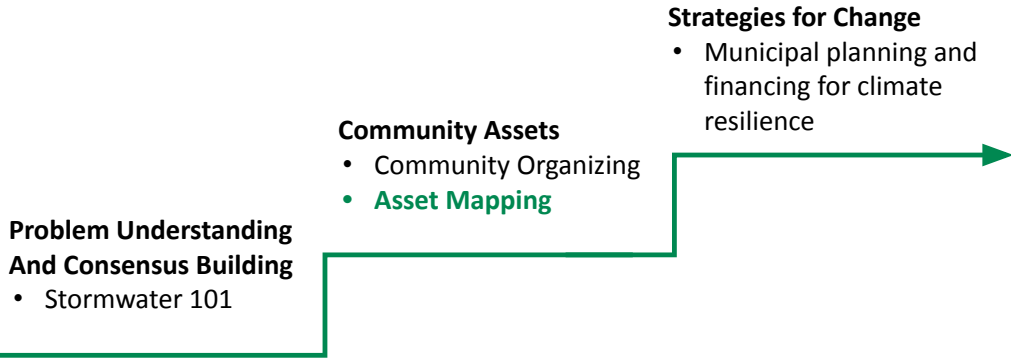 Strategies for Change
• Municipal planning and
financing for climate
resilience
Community Assets
• Community Organizing
• Asset Mapping
Problem Understanding
And Consensus Building
• Stormwater 101